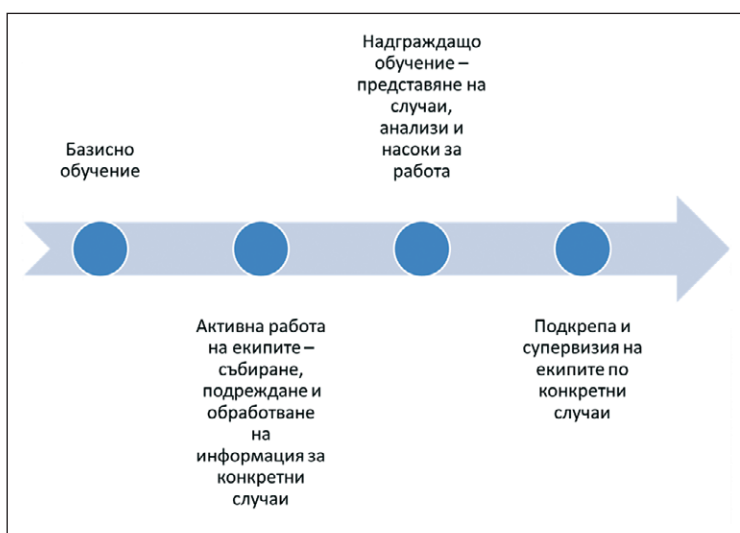 Базисно
обучение
Активна работа
на екипите –
събиране,
подреждане и
обработване
на
информация за
конкретни
случаи
Надграждащо
обучение –
представяне на
случаи,
анализи и
насоки за
работа
Подкрепа и
супервизия на
екипите по
конкретни
случаи